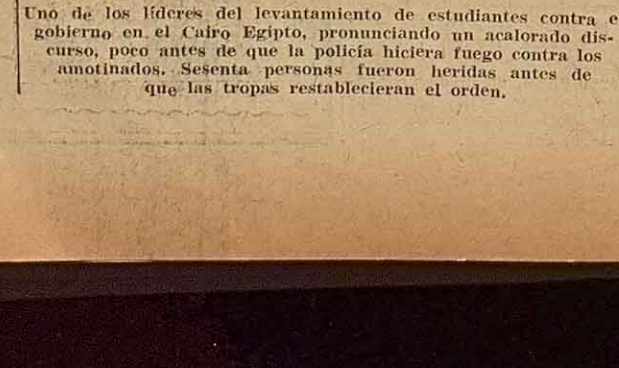 Uno de los líderes del levantamiento de estudiantes contra e
gobierno en el Cairo Egipto, pronunciando un acalorado dis-
curso, poco antes de que la policía hiciera fuego contra los
amotinados. Sesenta personas fueron heridas antes de
que las tropas restablecieran el orden.